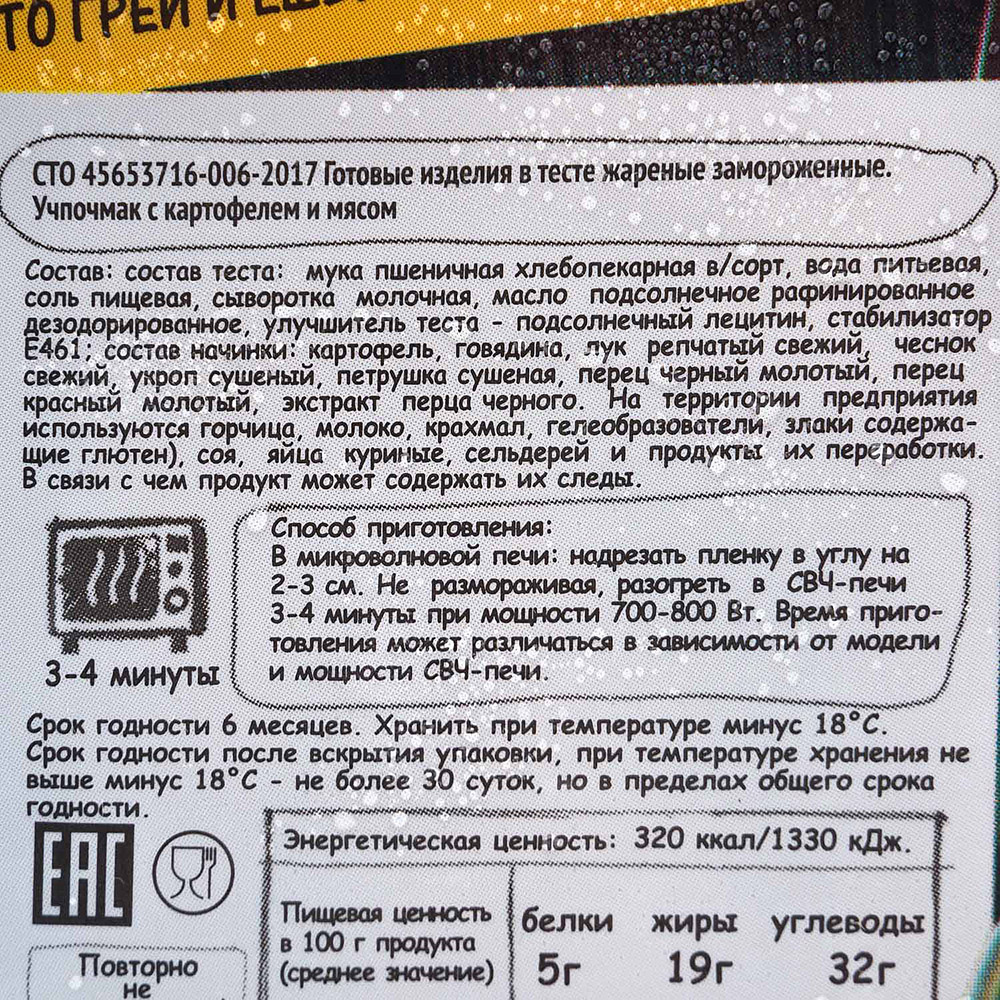 ТО ГРЕЙ И
СТО 45653716-006-2017 Готовые изделия в тесте жареные замороженные.
Учпочмак с картофелем и мясом
Состав: состав теста: мука пшеничная хлебопекарная в/сорт, вода питьевая,
соль пищевая, сыворотка молочная, масло подсолнечное рафинированное
дезодорированное, улучшитель теста - подсолнечный лецитин, стабилизатор
Е461; состав начинки: картофель, говядина, лук репчатый свежий, чеснок
свежий, укроп сушеный, петрушка сушеная, перец черный молотый, перец
красный молотый, экстракт перца черного. На территории предприятия
используются горчица, молоко, крахмал, гелеобразователи, злаки содержа-
щие глютен), соя, яйца куриные, сельдерей и продукты их переработки.
В связи с чем продукт может содержать их следы.
Способ приготовления:
В микроволновой печи: надрезать пленку в углу на
2-3 см. Не размораживая, разогреть в СВЧ-печи
3-4 минуты при мощности 700-800 Вт. Время приго-
товления может различаться в зависимости от модели
и мощности СВЧ-печи.
3-4 минуты
Срок годности 6 месяцев. Хранить при температуре минус 18°С.
Срок годности после вскрытия упаковки, при температуре хранения не
выше минус 18°С - не более 30 суток, но в пределах общего срока
годности.
EAC
Энергетическая ценность: 320 ккал/1330 кДж.
Пищевая ценность
в 100 г продукта
(среднее значение)
белки жиры углеводы
5г 19г 32г
Повторно
не